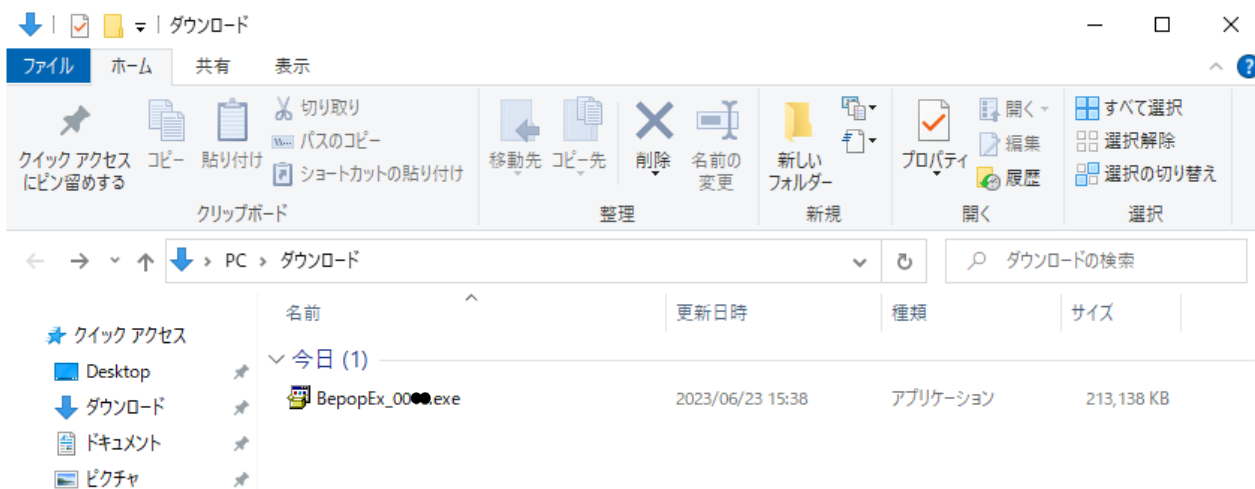 ダウンロード
ファイル ホーム 共有 表示
クイック アクセス
にピン留めする
コピー
貼り付け
切り取り
パスのコピー
ショートカットの貼り付け
クリップボード
移動先
コピー先
削除
名前の
変更
整理
新しい
フォルダー
新規
プロパティ
開く
編集
履歴
開く
すべて選択
選択解除
選択の切り替え
選択
PC › ダウンロード
ダウンロードの検索
名前 更新日時 種類 サイズ
クイック アクセス
Desktop
ダウンロード
ドキュメント
ピクチャ
今日 (1)
BepopEx_00 .exe 2023/06/23 15:38 アプリケーション 213,138 KB